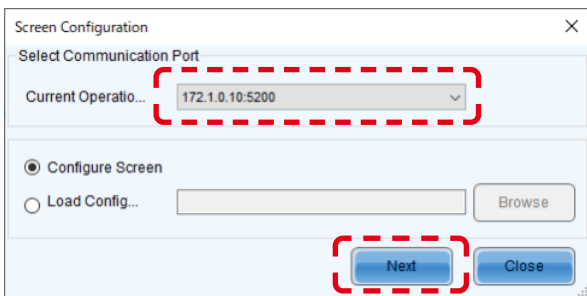 Screen Configuration
Select Communication Port
Current Operatio... 172.1.0.10:5200
Configure Screen
Load Config... Browse
Next Close